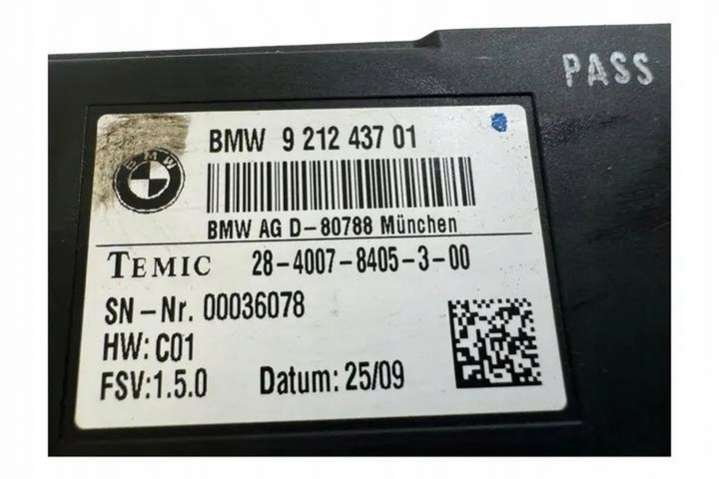 PASS
BMW 9 212 437 01
BMW
BMW AG D-80788 München
TEMIC 28-4007-8405-3-00
SN-Nr. 00036078
HW: C01
FSV:1.5.0 Datum: 25/09